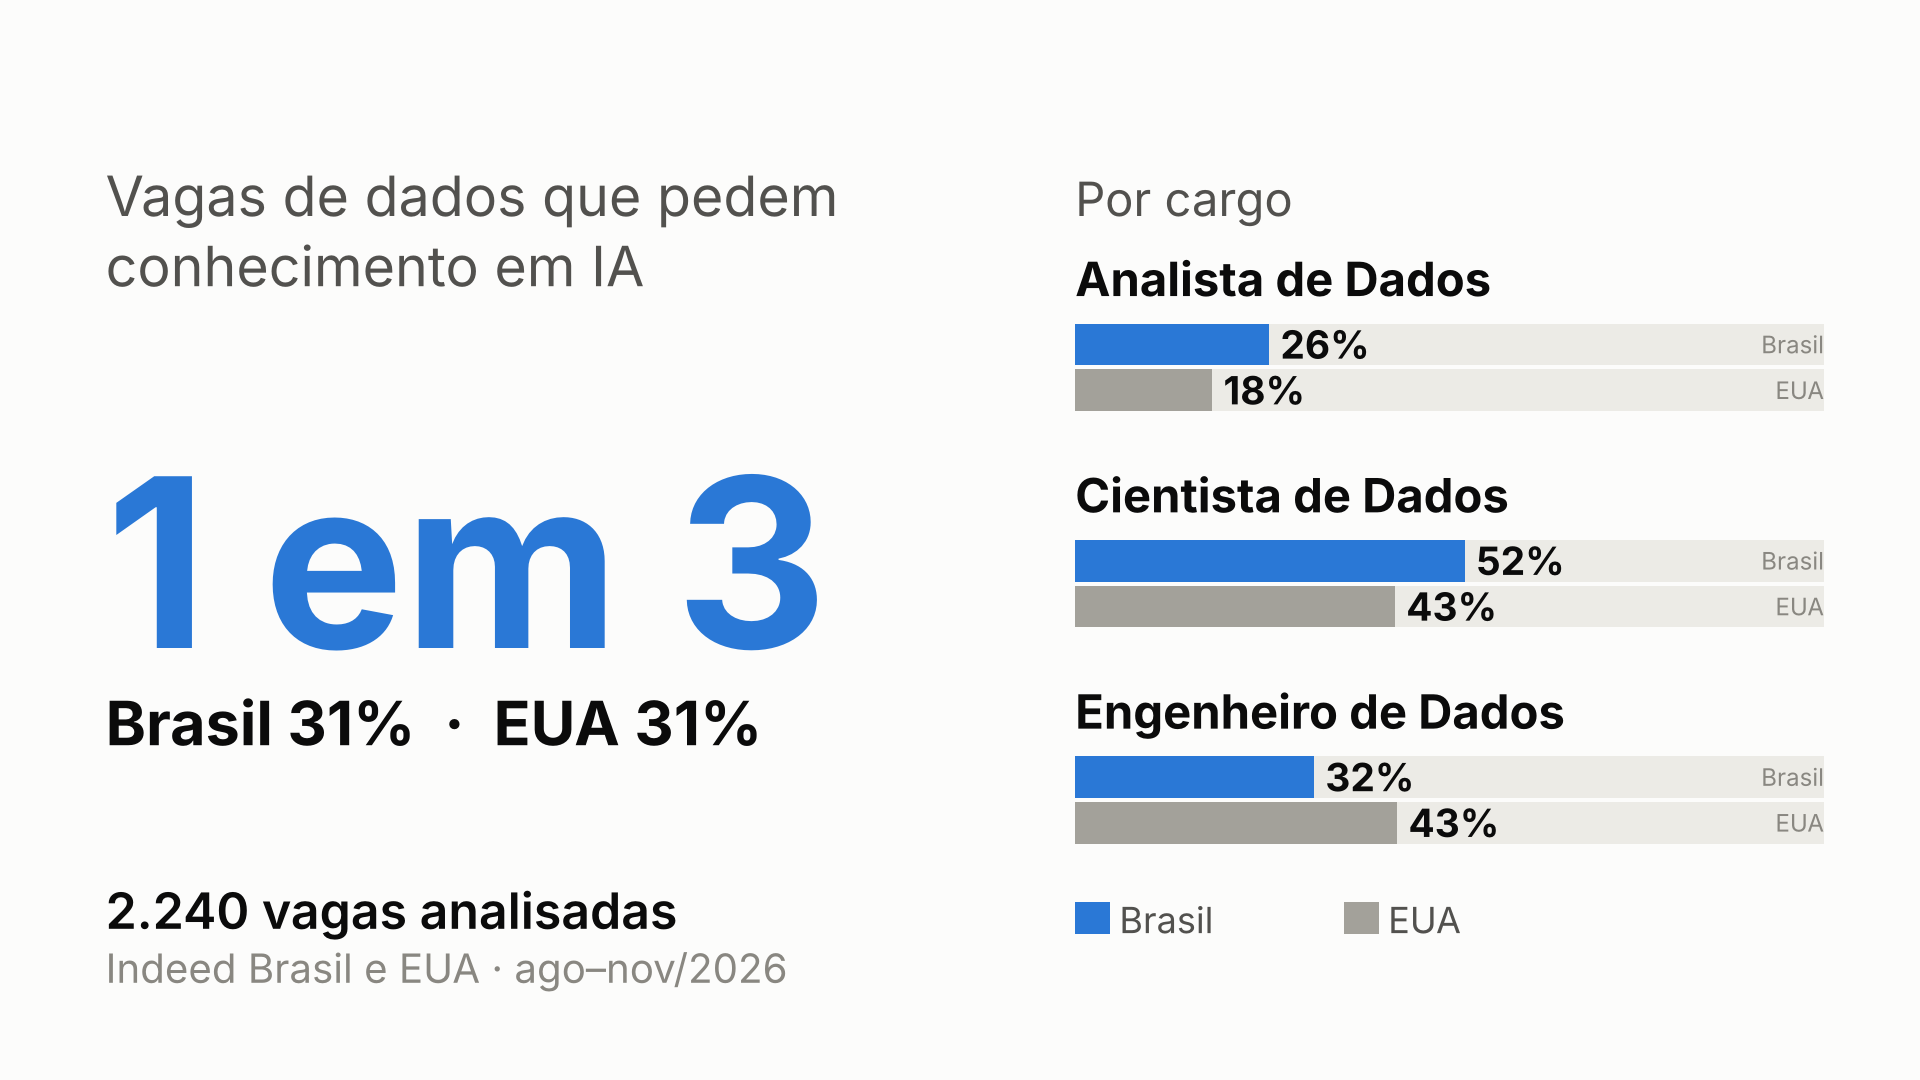 Vagas de dados que pedem
conhecimento em IA
1 em 3
Brasil 31% · EUA 31%
2.240 vagas analisadas
Indeed Brasil e EUA · ago–nov/2026
Por cargo
Analista de Dados
26% Brasil
18% EUA
Cientista de Dados
52% Brasil
43% EUA
Engenheiro de Dados
32% Brasil
43% EUA
Brasil EUA